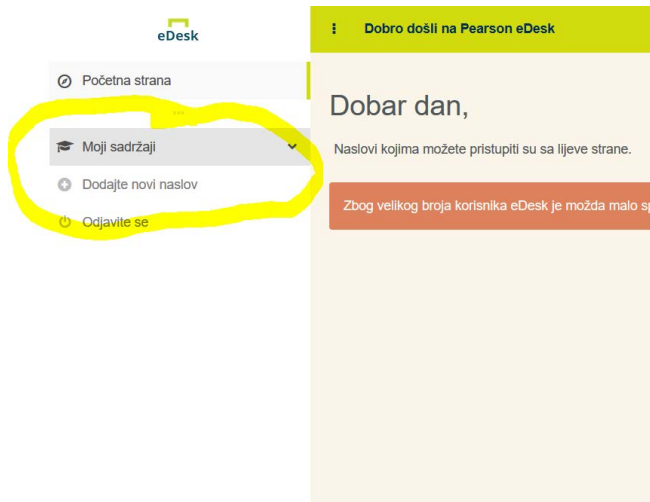 eDesk
Početna strana
...
Moji sadržaji
Dodajte novi naslov
Odjavite se
Dobro došli na Pearson eDesk
Dobar dan,
Naslovi kojima možete pristupiti su sa lijeve strane.
Zbog velikog broja korisnika eDesk je možda malo